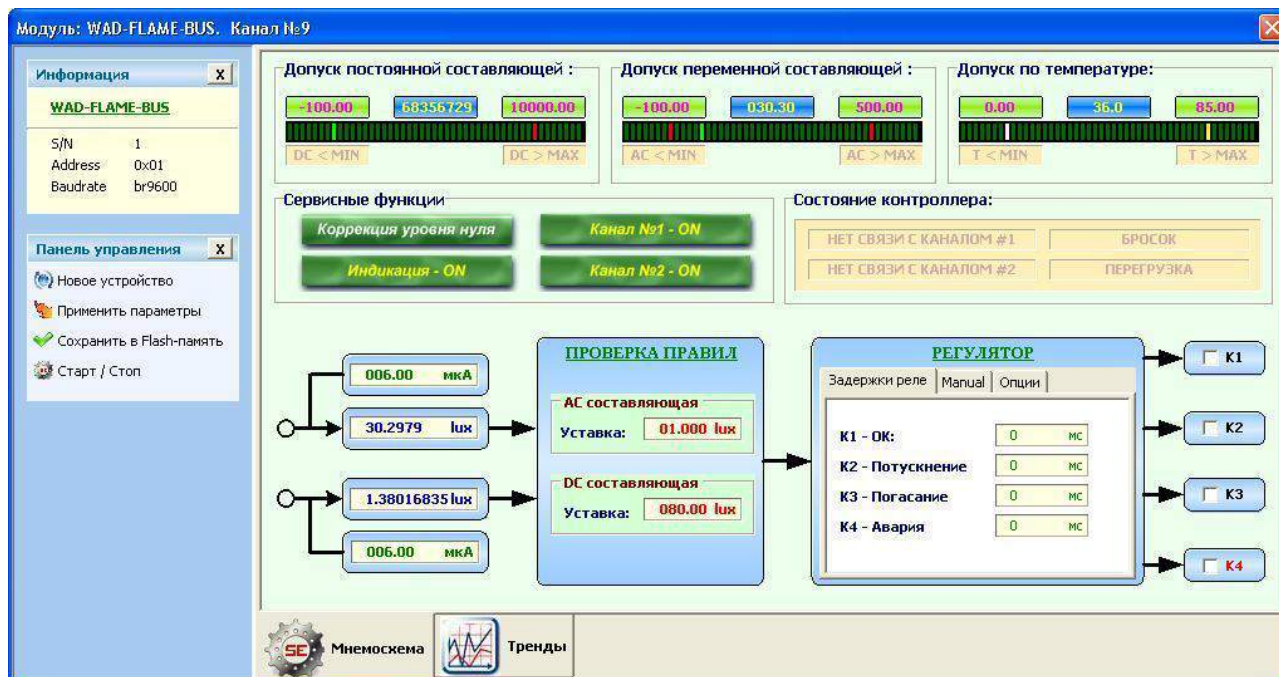 Модуль: WAD-FLAME-BUS. Канал №9
Информация X
WAD-FLAME-BUS
S/N 1
Address 0x01
Baudrate br9600
Панель управления X
Новое устройство
Применить параметры
Сохранить в Flash-память
Старт / Стоп
Допуск постоянной составляющей :
-100.00 68356729 10000.00
DC < MIN DC > MAX
Допуск переменной составляющей :
-100.00 030.30 500.00
AC < MIN AC > MAX
Допуск по температуре:
0.00 36.0 85.00
T < MIN T > MAX
Сервисные функции
Коррекция уровня нуля Канал №1 - ON
Индикация - ON Канал №2 - ON
Состояние контроллера:
НЕТ СВЯЗИ С КАНАЛОМ #1 БРОСОК
НЕТ СВЯЗИ С КАНАЛОМ #2 ПЕРЕГРУЗКА
006.00 мкА
30.2979 lux
1.38016835 lux
006.00 мкА
ПРОВЕРКА ПРАВИЛ
AC составляющая
Уставка: 01.000 lux
DC составляющая
Уставка: 080.00 lux
РЕГУЛЯТОР
Задержки реле Manual Опции
K1 - OK: 0 мс
K2 - Потускнение 0 мс
K3 - Погасание 0 мс
K4 - Авария 0 мс
K1
K2
K3
K4
SE Мнемосхема Тренды